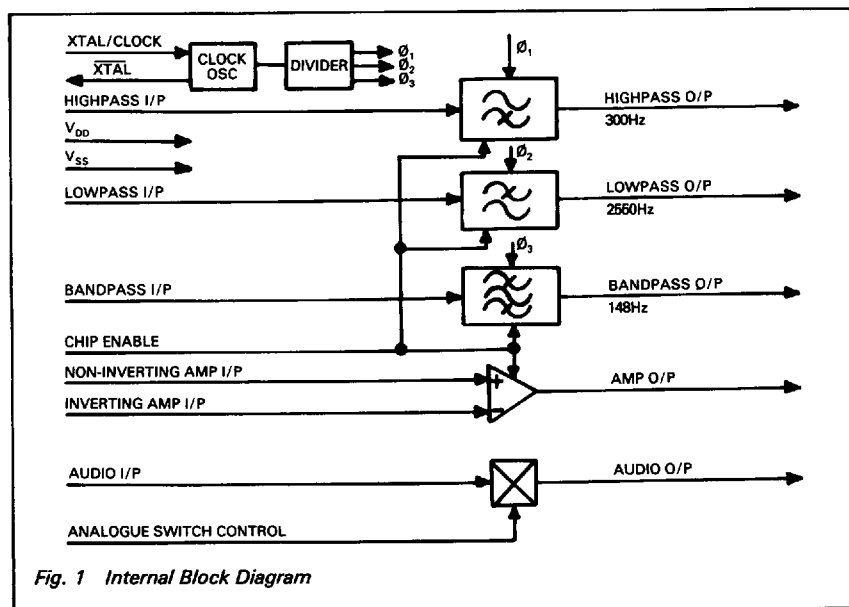 XTAL/CLOCK
XTAL
CLOCK
OSC
DIVIDER
Ø1
Ø2
Ø3
Ø1
HIGHPASS I/P
HIGHPASS O/P
300Hz
VDD
VSS
Ø2
LOWPASS I/P
LOWPASS O/P
2550Hz
Ø3
BANDPASS I/P
BANDPASS O/P
148Hz
CHIP ENABLE
NON-INVERTING AMP I/P
+
AMP O/P
INVERTING AMP I/P
−
AUDIO I/P
AUDIO O/P
ANALOGUE SWITCH CONTROL
Fig. 1 Internal Block Diagram